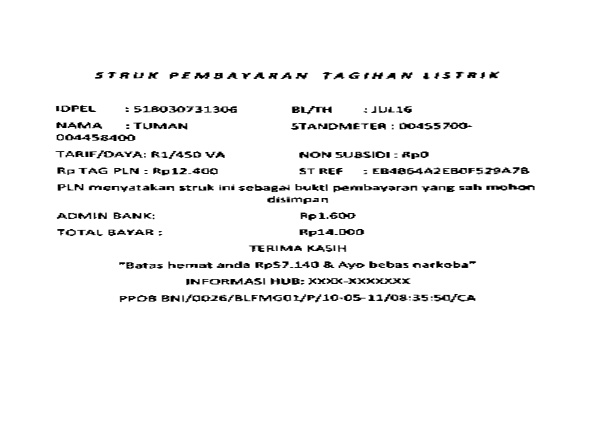 STRUK PEMBAYARAN TAGIHAN LISTRIK
IDPEL : 518030731306 BL/TH : JUL16
NAMA : TUMAN STANDMETER : 00455700-
004458400
TARIF/DAYA: R1/450 VA NON SUBSIDI : Rp0
Rp TAG PLN : Rp12.400 ST REF : EB4864A2EB0F529A78
PLN menyatakan struk ini sebagai bukti pembayaran yang sah mohon
disimpan
ADMIN BANK: Rp1.600
TOTAL BAYAR : Rp14.000
TERIMA KASIH
"Batas hemat anda Rp57.140 & Ayo bebas narkoba"
INFORMASI HUB: XXXX-XXXXXXX
PPOB BNI/0026/BLFMG01/P/10-05-11/08:35:50/CA